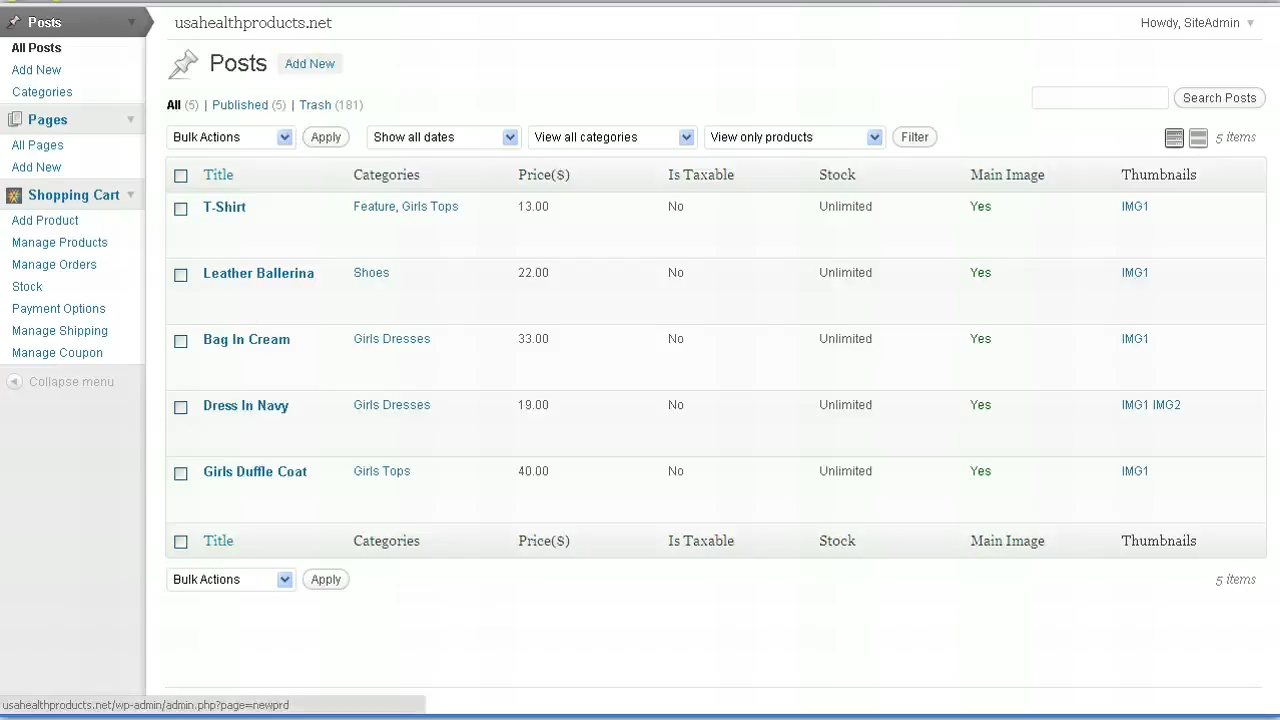 Posts
All Posts
Add New
Categories
Pages
All Pages
Add New
Shopping Cart
Add Product
Manage Products
Manage Orders
Stock
Payment Options
Manage Shipping
Manage Coupon
Collapse menu
usahealthproducts.net Howdy, SiteAdmin
Posts Add New
All (5) | Published (5) | Trash (181) Search Posts
Bulk Actions Apply Show all dates View all categories View only products Filter 5 items
Title Categories Price($) Is Taxable Stock Main Image Thumbnails
T-Shirt Feature, Girls Tops 13.00 No Unlimited Yes IMG1
Leather Ballerina Shoes 22.00 No Unlimited Yes IMG1
Bag In Cream Girls Dresses 33.00 No Unlimited Yes IMG1
Dress In Navy Girls Dresses 19.00 No Unlimited Yes IMG1 IMG2
Girls Duffle Coat Girls Tops 40.00 No Unlimited Yes IMG1
Title Categories Price($) Is Taxable Stock Main Image Thumbnails
Bulk Actions Apply 5 items
usahealthproducts.net/wp-admin/admin.php?page=newprd